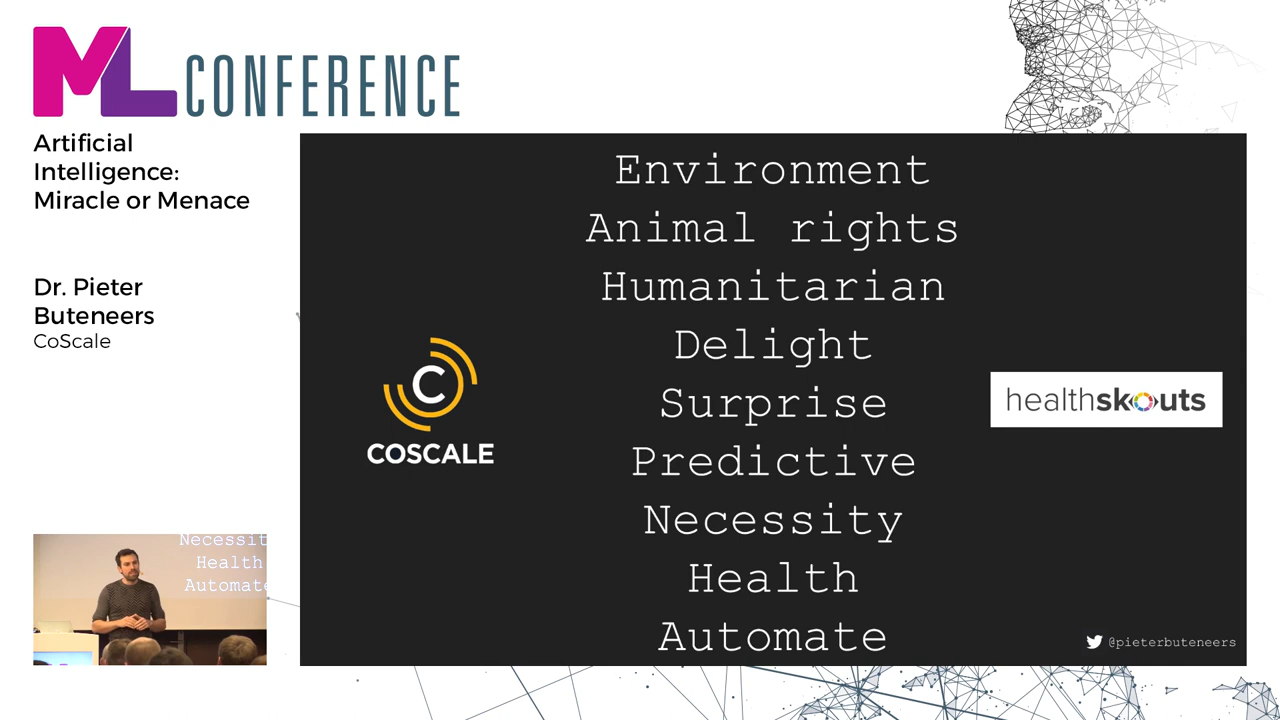 ML CONFERENCE
Artificial
Intelligence:
Miracle or Menace
Dr. Pieter
Buteneers
CoScale
Environment
Animal rights
Humanitarian
Delight
Surprise
Predictive
Necessity
Health
Automate
C
COSCALE
healthskouts
@pieterbuteneers
Necessit
Health
Automate